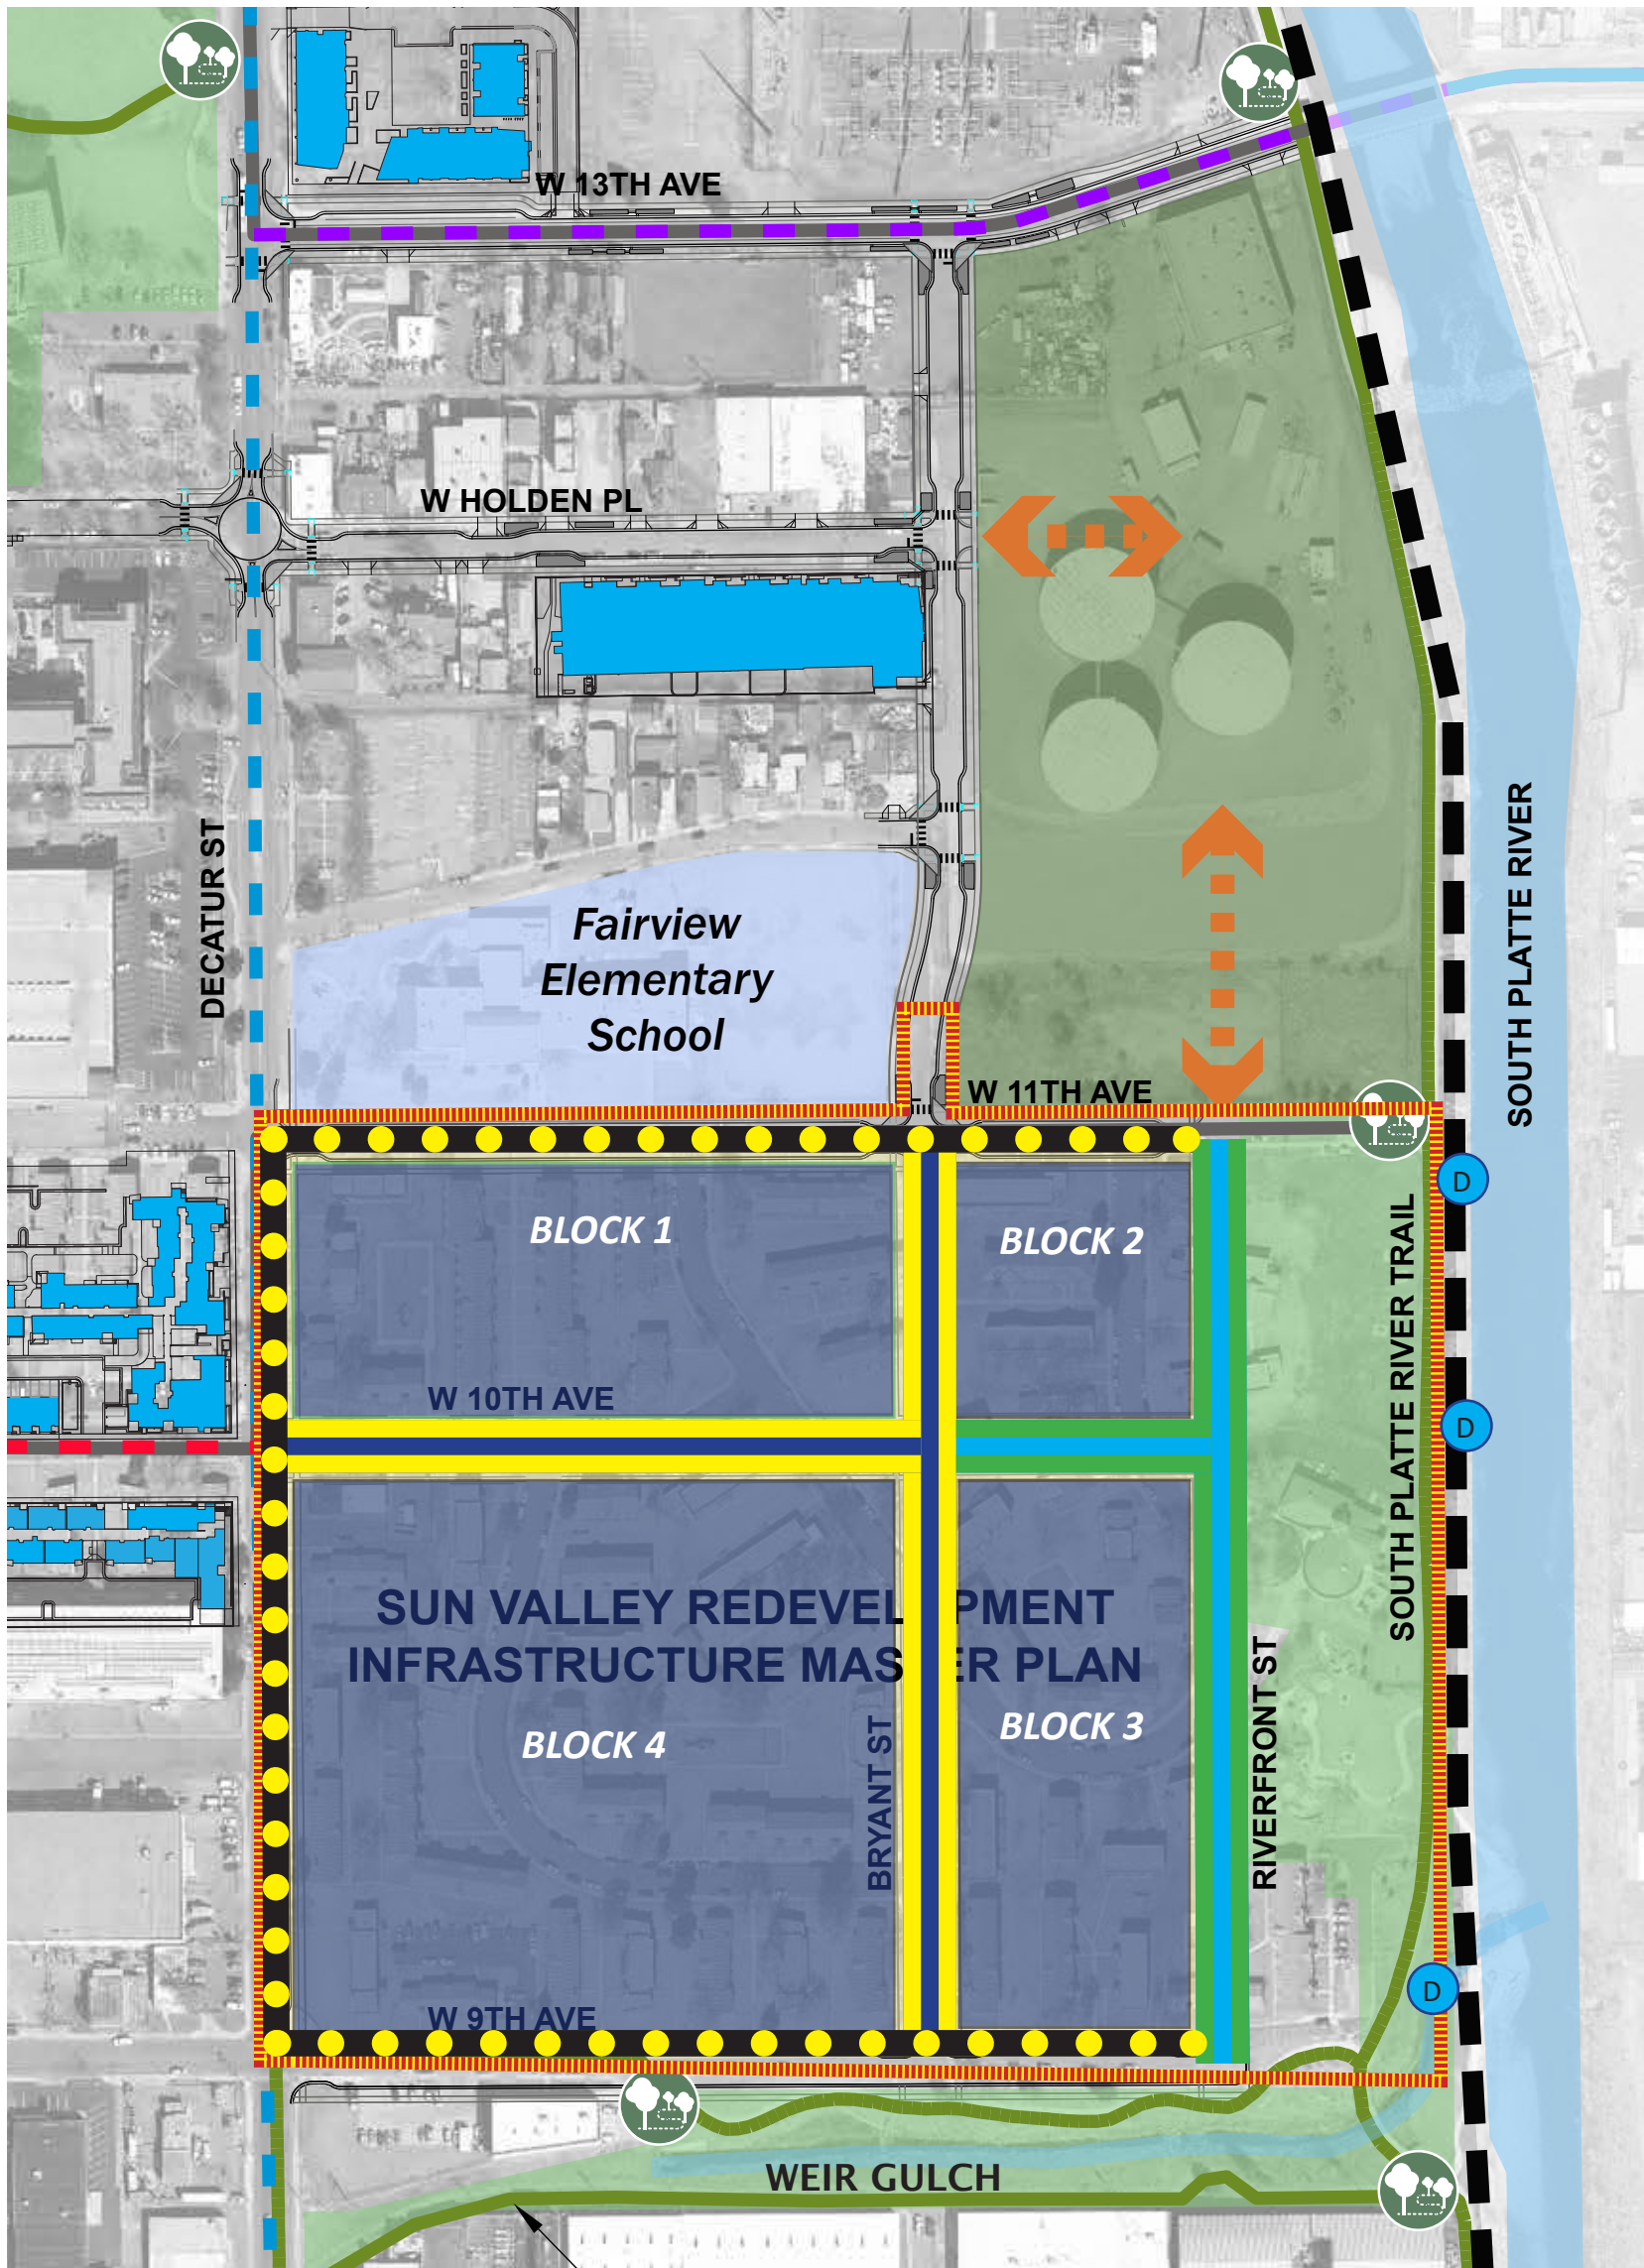 W 13TH AVE
W HOLDEN PL
DECATUR ST
SOUTH PLATTE RIVER
Fairview
Elementary
School
W 11TH AVE
D
BLOCK 1
BLOCK 2
SOUTH PLATTE RIVER TRAIL
W 10TH AVE
D
SUN VALLEY REDEVEL PMENT
INFRASTRUCTURE MAS ER PLAN
BLOCK 4
BLOCK 3
BRYANT ST
RIVERFRONT ST
D
W 9TH AVE
WEIR GULCH